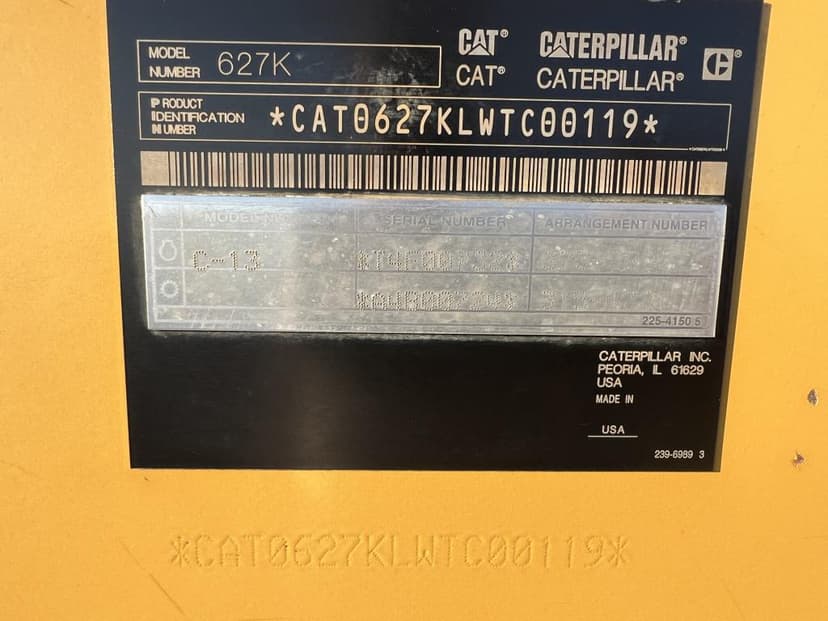 MODEL
NUMBER 627K
CAT® CATERPILLAR®
CAT® CATERPILLAR®
PRODUCT
IDENTIFICATION
NUMBER
*CAT0627KLWTC00119*
MODEL SERIAL NUMBER ARRANGEMENT NUMBER
C-13
225-4150 5
CATERPILLAR INC.
PEORIA, IL 61629
USA
MADE IN
USA
239-6989 3
*CAT0627KLWTC00119*